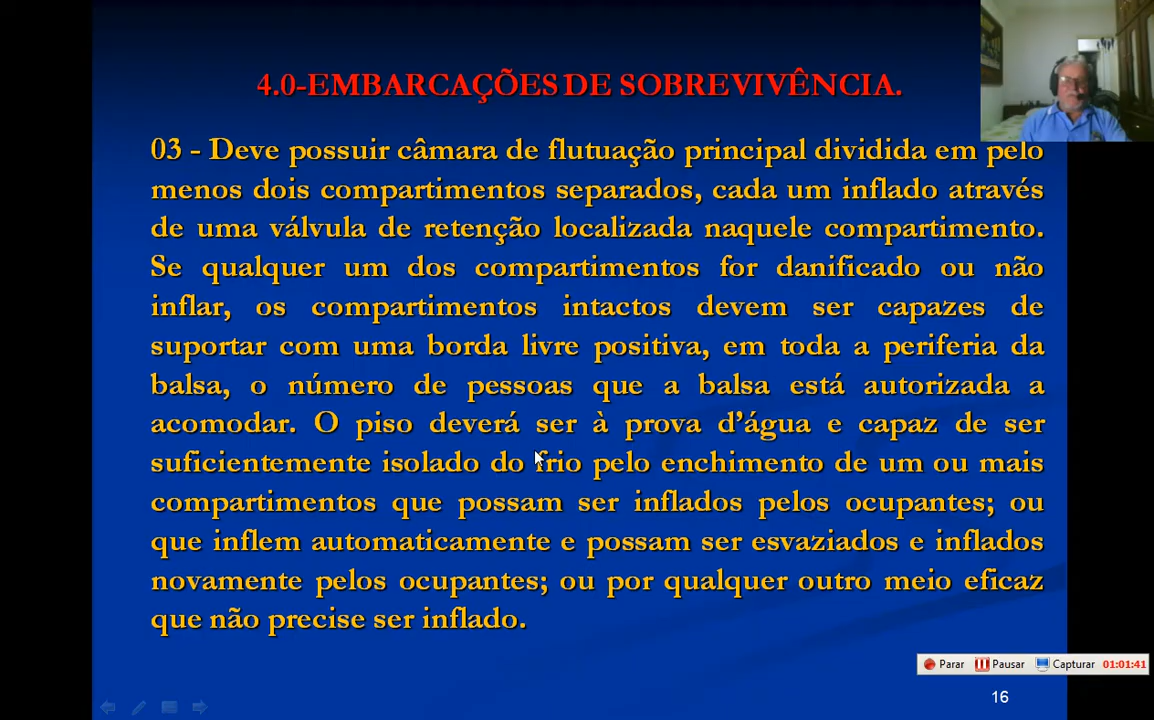 4.0-EMBARCAÇÕES DE SOBREVIVÊNCIA.
03 - Deve possuir câmara de flutuação principal dividida em pelo
menos dois compartimentos separados, cada um inflado através
de uma válvula de retenção localizada naquele compartimento.
Se qualquer um dos compartimentos for danificado ou não
inflar, os compartimentos intactos devem ser capazes de
suportar com uma borda livre positiva, em toda a periferia da
balsa, o número de pessoas que a balsa está autorizada a
acomodar. O piso deverá ser à prova d'água e capaz de ser
suficientemente isolado do frio pelo enchimento de um ou mais
compartimentos que possam ser inflados pelos ocupantes; ou
que inflem automaticamente e possam ser esvaziados e inflados
novamente pelos ocupantes; ou por qualquer outro meio eficaz
que não precise ser inflado.
Parar Pausar Capturar 01:01:41
16